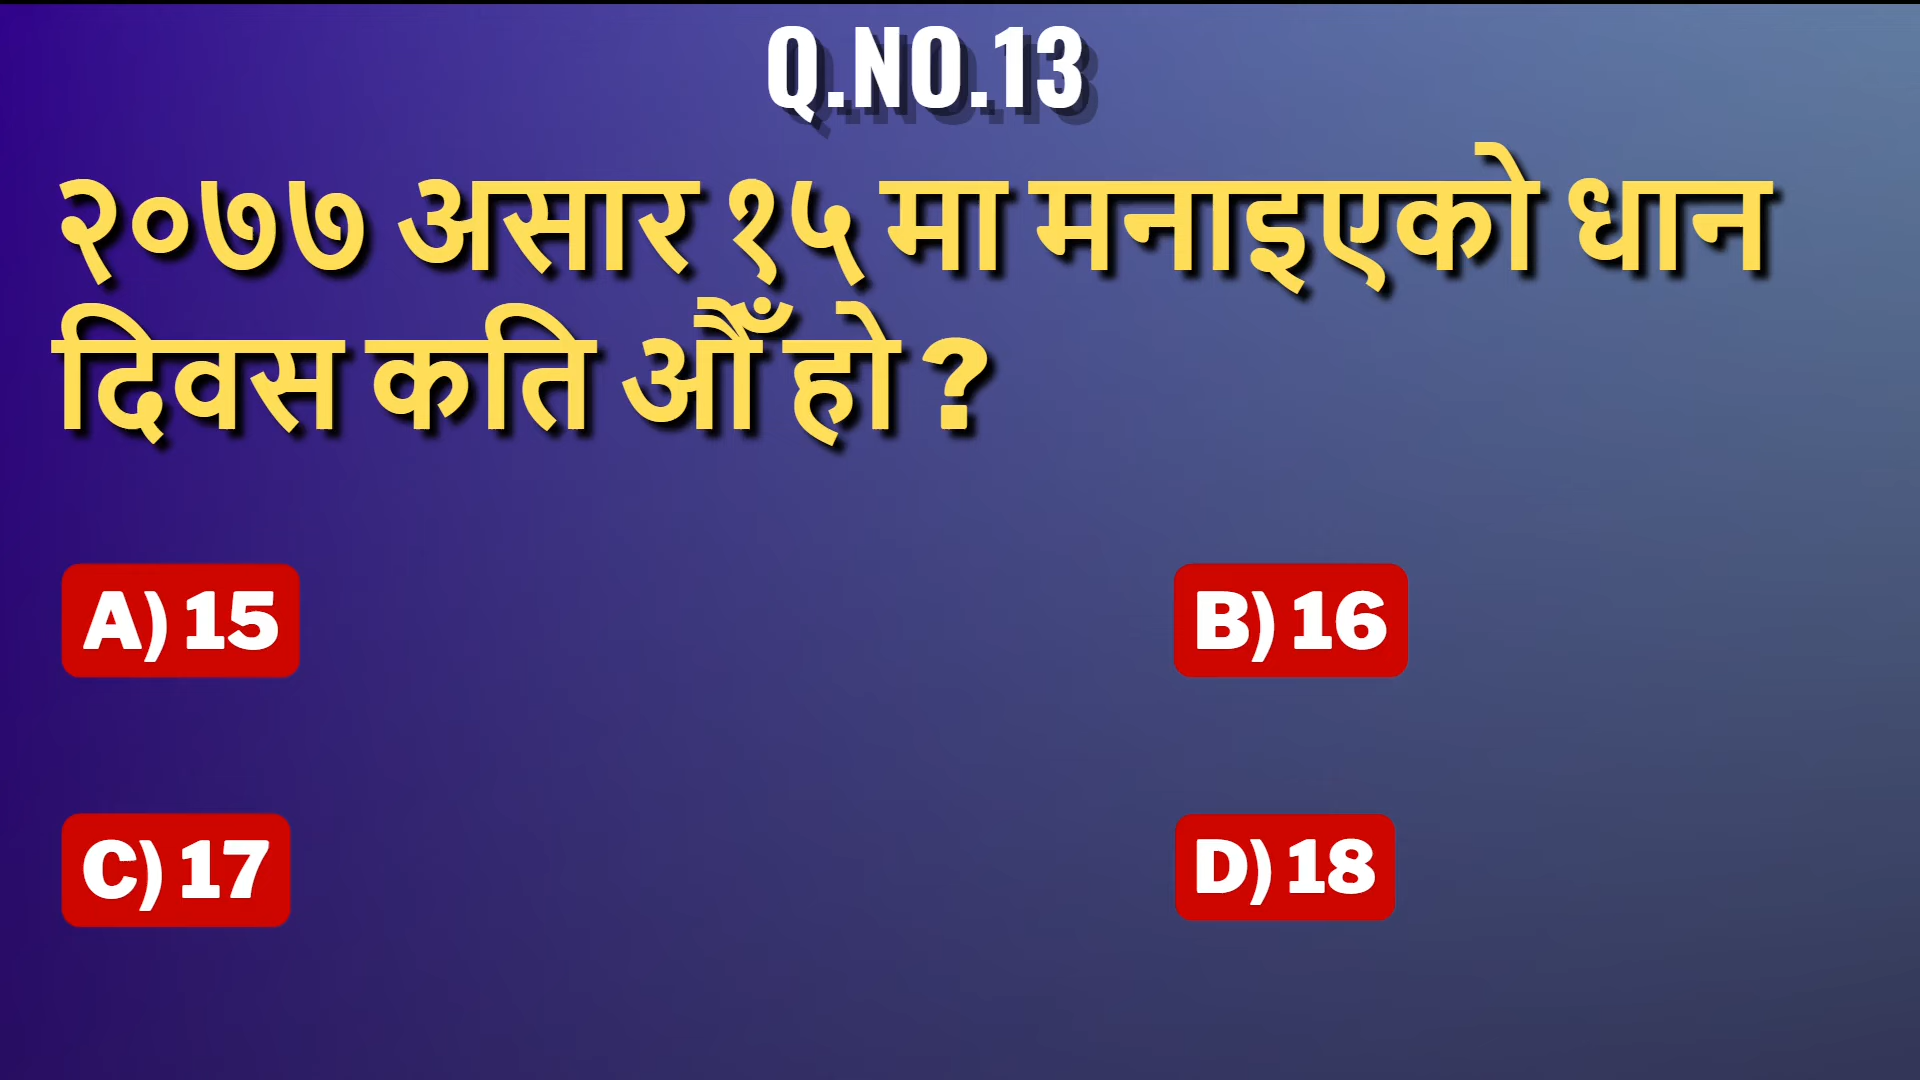 Q.NO.13
२०७७ असार १५ मा मनाइएको धान
दिवस कति औँ हो ?
A) 15
B) 16
C) 17
D) 18